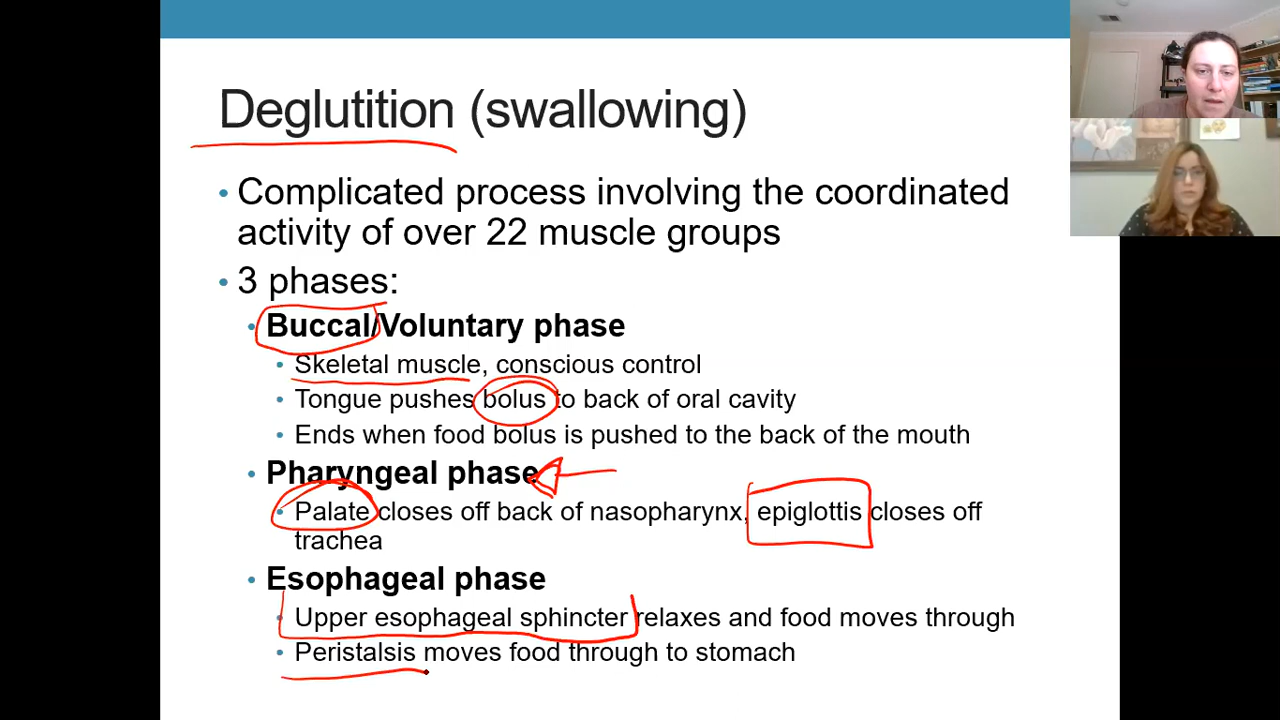 Deglutition (swallowing)
• Complicated process involving the coordinated
activity of over 22 muscle groups
• 3 phases:
• Buccal/Voluntary phase
• Skeletal muscle, conscious control
• Tongue pushes bolus to back of oral cavity
• Ends when food bolus is pushed to the back of the mouth
• Pharyngeal phase
• Palate closes off back of nasopharynx, epiglottis closes off
trachea
• Esophageal phase
• Upper esophageal sphincter relaxes and food moves through
• Peristalsis moves food through to stomach